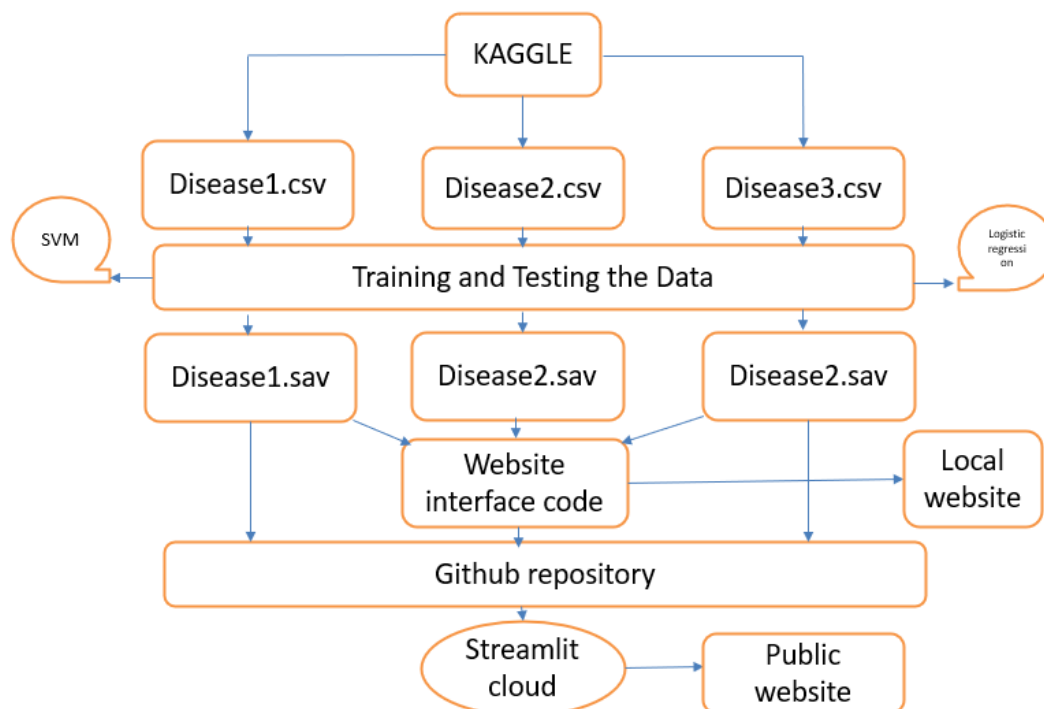 KAGGLE
Disease1.csv
Disease2.csv
Disease3.csv
SVM
Logistic
regressi
on
Training and Testing the Data
Disease1.sav
Disease2.sav
Disease2.sav
Website
interface code
Local
website
Github repository
Streamlit
cloud
Public
website